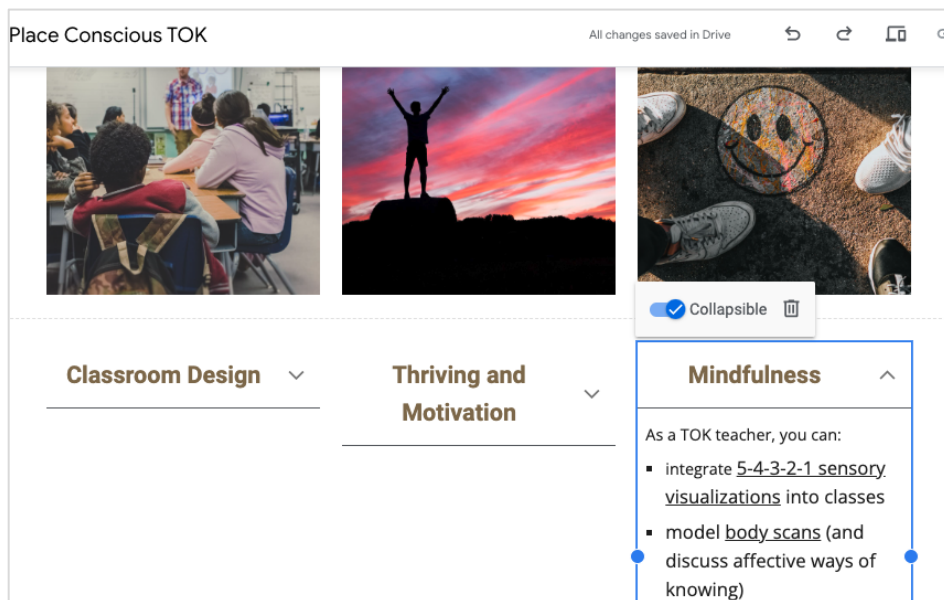 Place Conscious TOK
All changes saved in Drive
Collapsible
Classroom Design
Thriving and
Motivation
Mindfulness
As a TOK teacher, you can:
▪ integrate 5-4-3-2-1 sensory
visualizations into classes
▪ model body scans (and
discuss affective ways of
knowing)